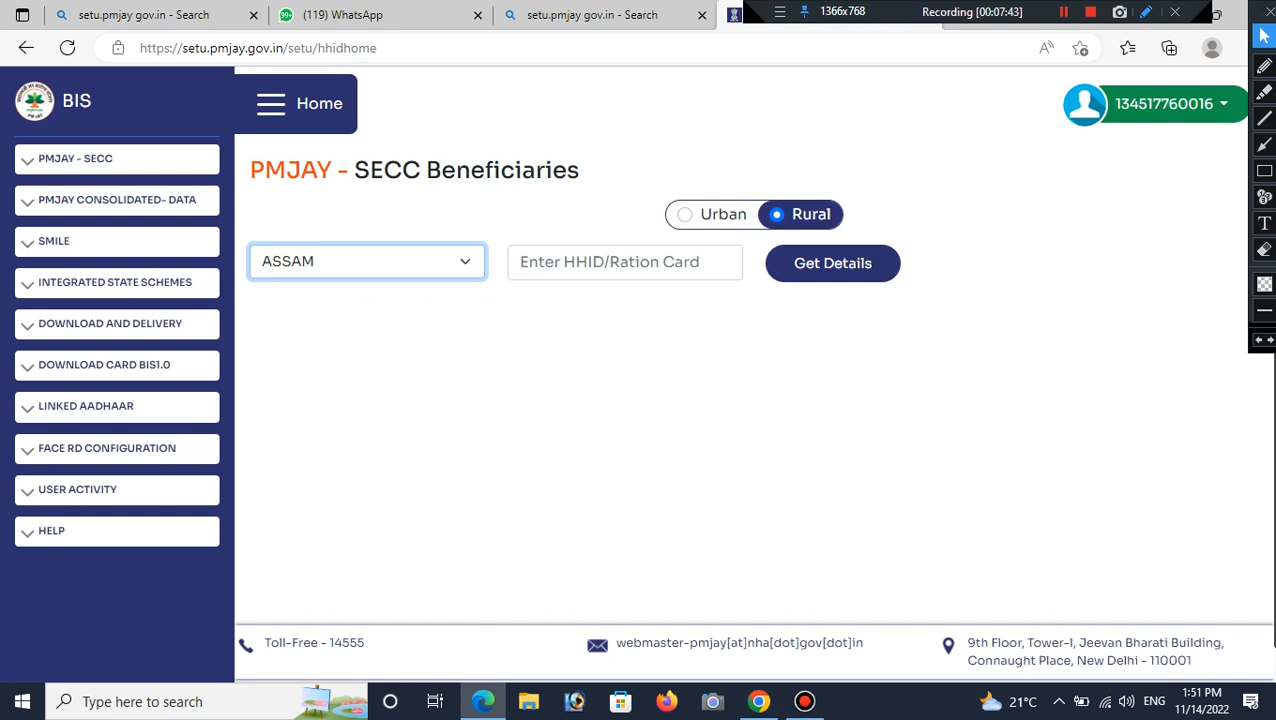 setu.pmjay gov.in - Search
(119) WhatsApp
setu.pmjay gov.in - Search
1366x768
Recording [00:07:43]
https://setu.pmjay.gov.in/setu/hhidhome
BIS
Home
134517760016
PMJAY - SECC
PMJAY CONSOLIDATED- DATA
SMILE
INTEGRATED STATE SCHEMES
DOWNLOAD AND DELIVERY
DOWNLOAD CARD BIS1.0
LINKED AADHAAR
FACE RD CONFIGURATION
USER ACTIVITY
HELP
PMJAY - SECC Beneficiaries
Urban
Rural
ASSAM
Enter HHID/Ration Card
Get Details
Toll-Free - 14555
webmaster-pmjay[at]nha[dot]gov[dot]in
9th Floor, Tower-l, Jeevan Bharati Building,
Connaught Place, New Delhi - 110001
Type here to search
21°C
ENG
1:51 PM
11/14/2022